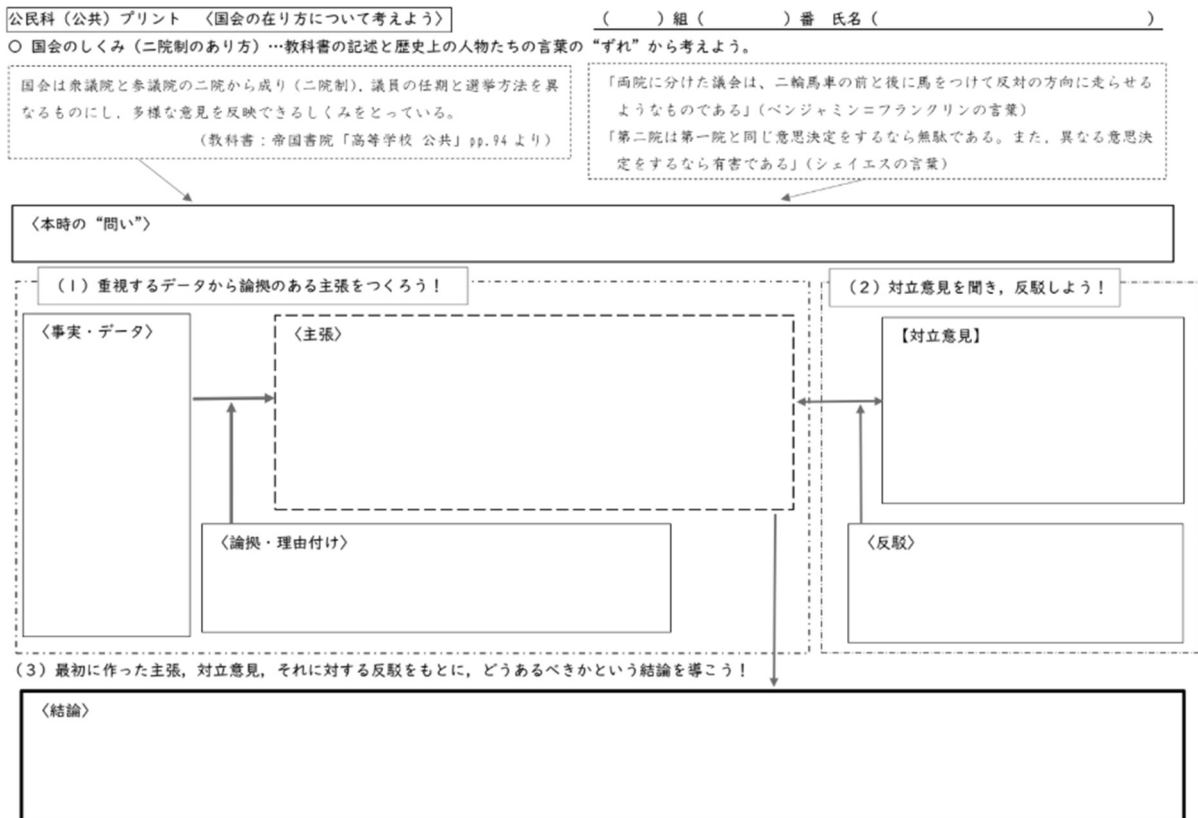 公民科（公共）プリント　〈国会の在り方について考えよう〉
（　　　）組（　　　　　）番　氏名（　　　　　　　　　　　　　　　　　）
○ 国会のしくみ（二院制のあり方）…教科書の記述と歴史上の人物たちの言葉の“ずれ”から考えよう。
国会は衆議院と参議院の二院から成り（二院制），議員の任期と選挙方法を異
なるものにし，多様な意見を反映できるしくみをとっている。
（教科書：帝国書院「高等学校 公共」pp.94 より）
「両院に分けた議会は、二輪馬車の前と後に馬をつけて反対の方向に走らせる
ようなものである」（ベンジャミン＝フランクリンの言葉）
「第二院は第一院と同じ意思決定をするなら無駄である。また，異なる意思決
定をするなら有害である」（シェイエスの言葉）
〈本時の“問い”〉
（1）重視するデータから論拠のある主張をつくろう！
〈事実・データ〉
〈主張〉
〈論拠・理由付け〉
（2）対立意見を聞き，反駁しよう！
【対立意見】
〈反駁〉
（3）最初に作った主張，対立意見，それに対する反駁をもとに，どうあるべきかという結論を導こう！
〈結論〉